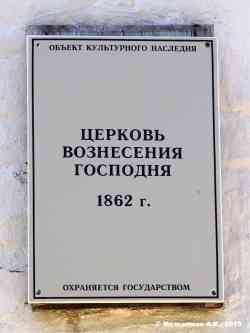 ОБЪЕКТ КУЛЬТУРНОГО НАСЛЕДИЯ
ЦЕРКОВЬ
ВОЗНЕСЕНИЯ
ГОСПОДНЯ
1862 г.
ОХРАНЯЕТСЯ ГОСУДАРСТВОМ